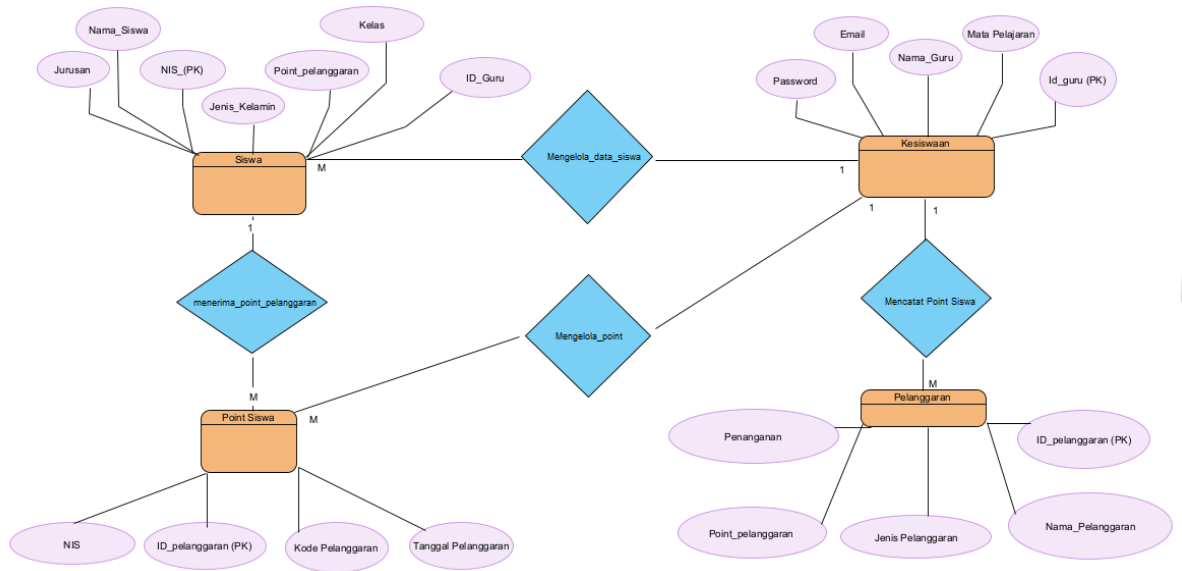 Nama_Siswa
Kelas
Jurusan
NIS_(PK)
Point_pelanggaran
ID_Guru
Jenis_Kelamin
Email
Mata Pelajaran
Nama_Guru
Password
Id_guru (PK)
Siswa
M
Mengelola_data_siswa
1
Kesiswaan
1
1
1
menerima_point_pelanggaran
Mengelola_point
Mencatat Point Siswa
M
M
M
Point Siswa
Pelanggaran
Penanganan
ID_pelanggaran (PK)
Point_pelanggaran
Jenis Pelanggaran
Nama_Pelanggaran
NIS
ID_pelanggaran (PK)
Kode Pelanggaran
Tanggal Pelanggaran